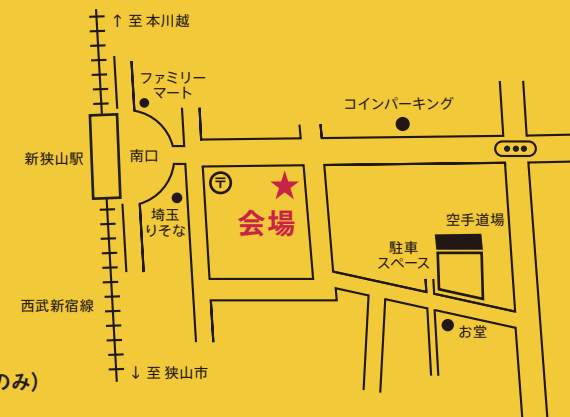 ↑ 至 本川越
ファミリー
マート
コインパーキング
新狭山駅
南口
〒
埼玉
りそな
会場
空手道場
駐車
スペース
西武新宿線
お堂
↓ 至 狭山市
のみ）